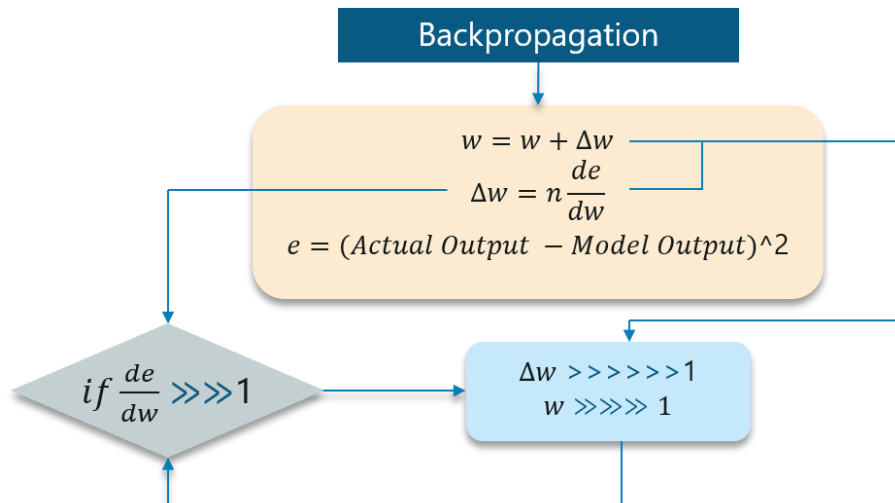 Backpropagation
w = w + Δw
Δw = n de/dw
e = (Actual Output − Model Output)^2
if de/dw ⋙⋙1
Δw >>>>>>1
w ⋙⋙ 1